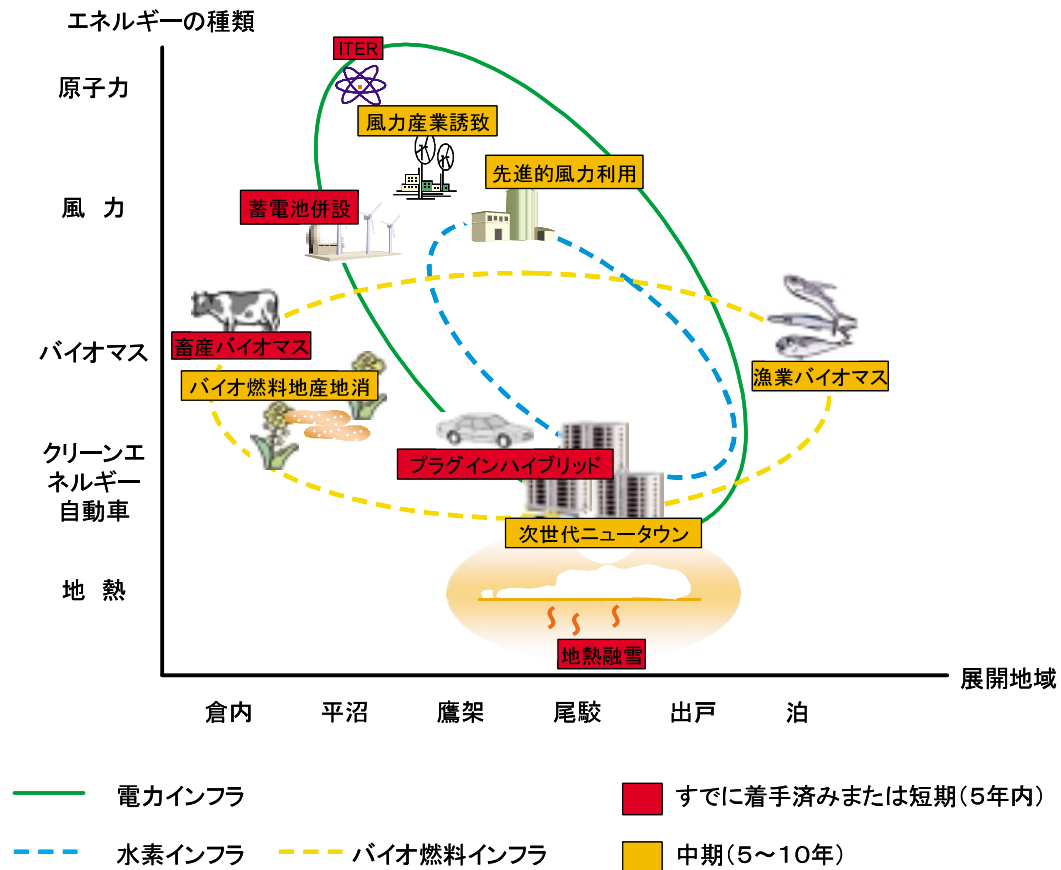 エネルギーの種類
ITER
原子力
風力産業誘致
先進的風力利用
風 力
蓄電池併設
バイオマス
畜産バイオマス
漁業バイオマス
バイオ燃料地産地消
クリーンエ
ネルギー
自動車
プラグインハイブリッド
次世代ニュータウン
地 熱
地熱融雪
展開地域
倉内 平沼 鷹架 尾駮 出戸 泊
電力インフラ
すでに着手済みまたは短期(5年内)
水素インフラ
バイオ燃料インフラ
中期(5~10年)